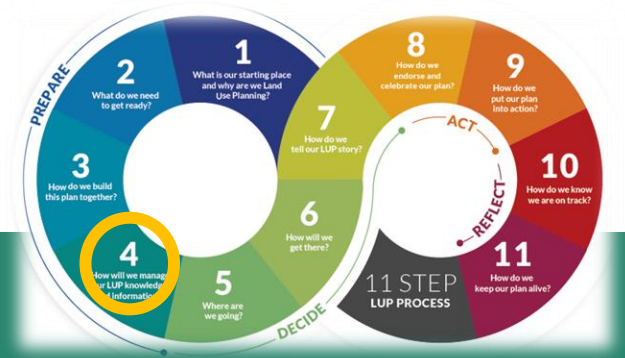 PREPARE
1
What is our starting place
and why are we Land
Use Planning?
2
What do we need
to get ready?
3
How do we build
this plan together?
4
How will we manage
our LUP knowledge
and information
5
Where are
we going?
DECIDE
6
How will we
get there?
7
How do we
tell our LUP story?
8
How do we
endorse and
celebrate our plan?
ACT
9
How do we
put our plan
into action?
10
How do we know
we are on track?
REFLECT
11
How do we
keep our plan alive?
11 STEP
LUP PROCESS